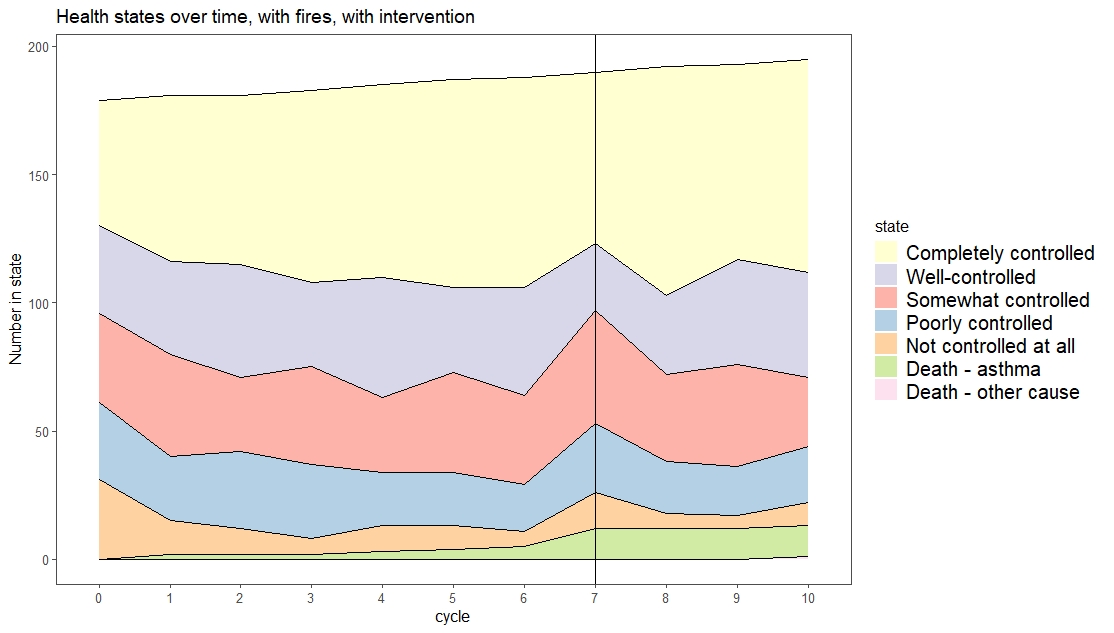 Health states over time, with fires, with intervention
200
150
100
50
0
Number in state
0 1 2 3 4 5 6 7 8 9 10
cycle
state
Completely controlled
Well-controlled
Somewhat controlled
Poorly controlled
Not controlled at all
Death - asthma
Death - other cause